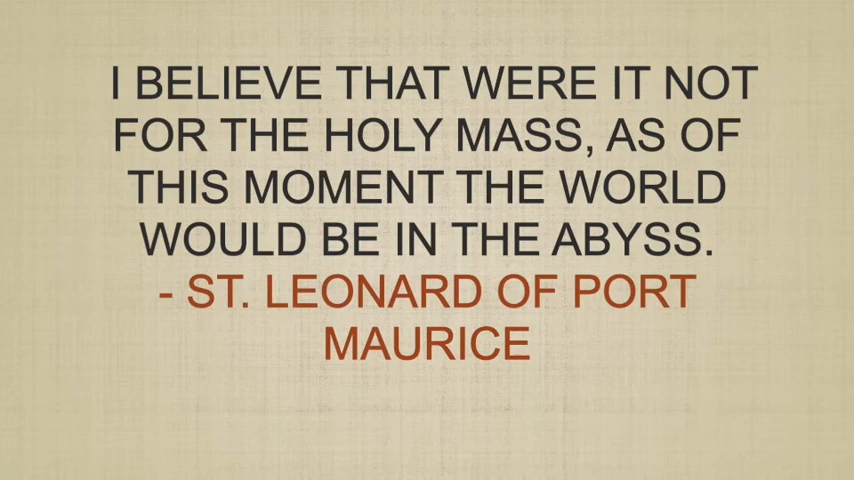 I BELIEVE THAT WERE IT NOT
FOR THE HOLY MASS, AS OF
THIS MOMENT THE WORLD
WOULD BE IN THE ABYSS.
- ST. LEONARD OF PORT
MAURICE